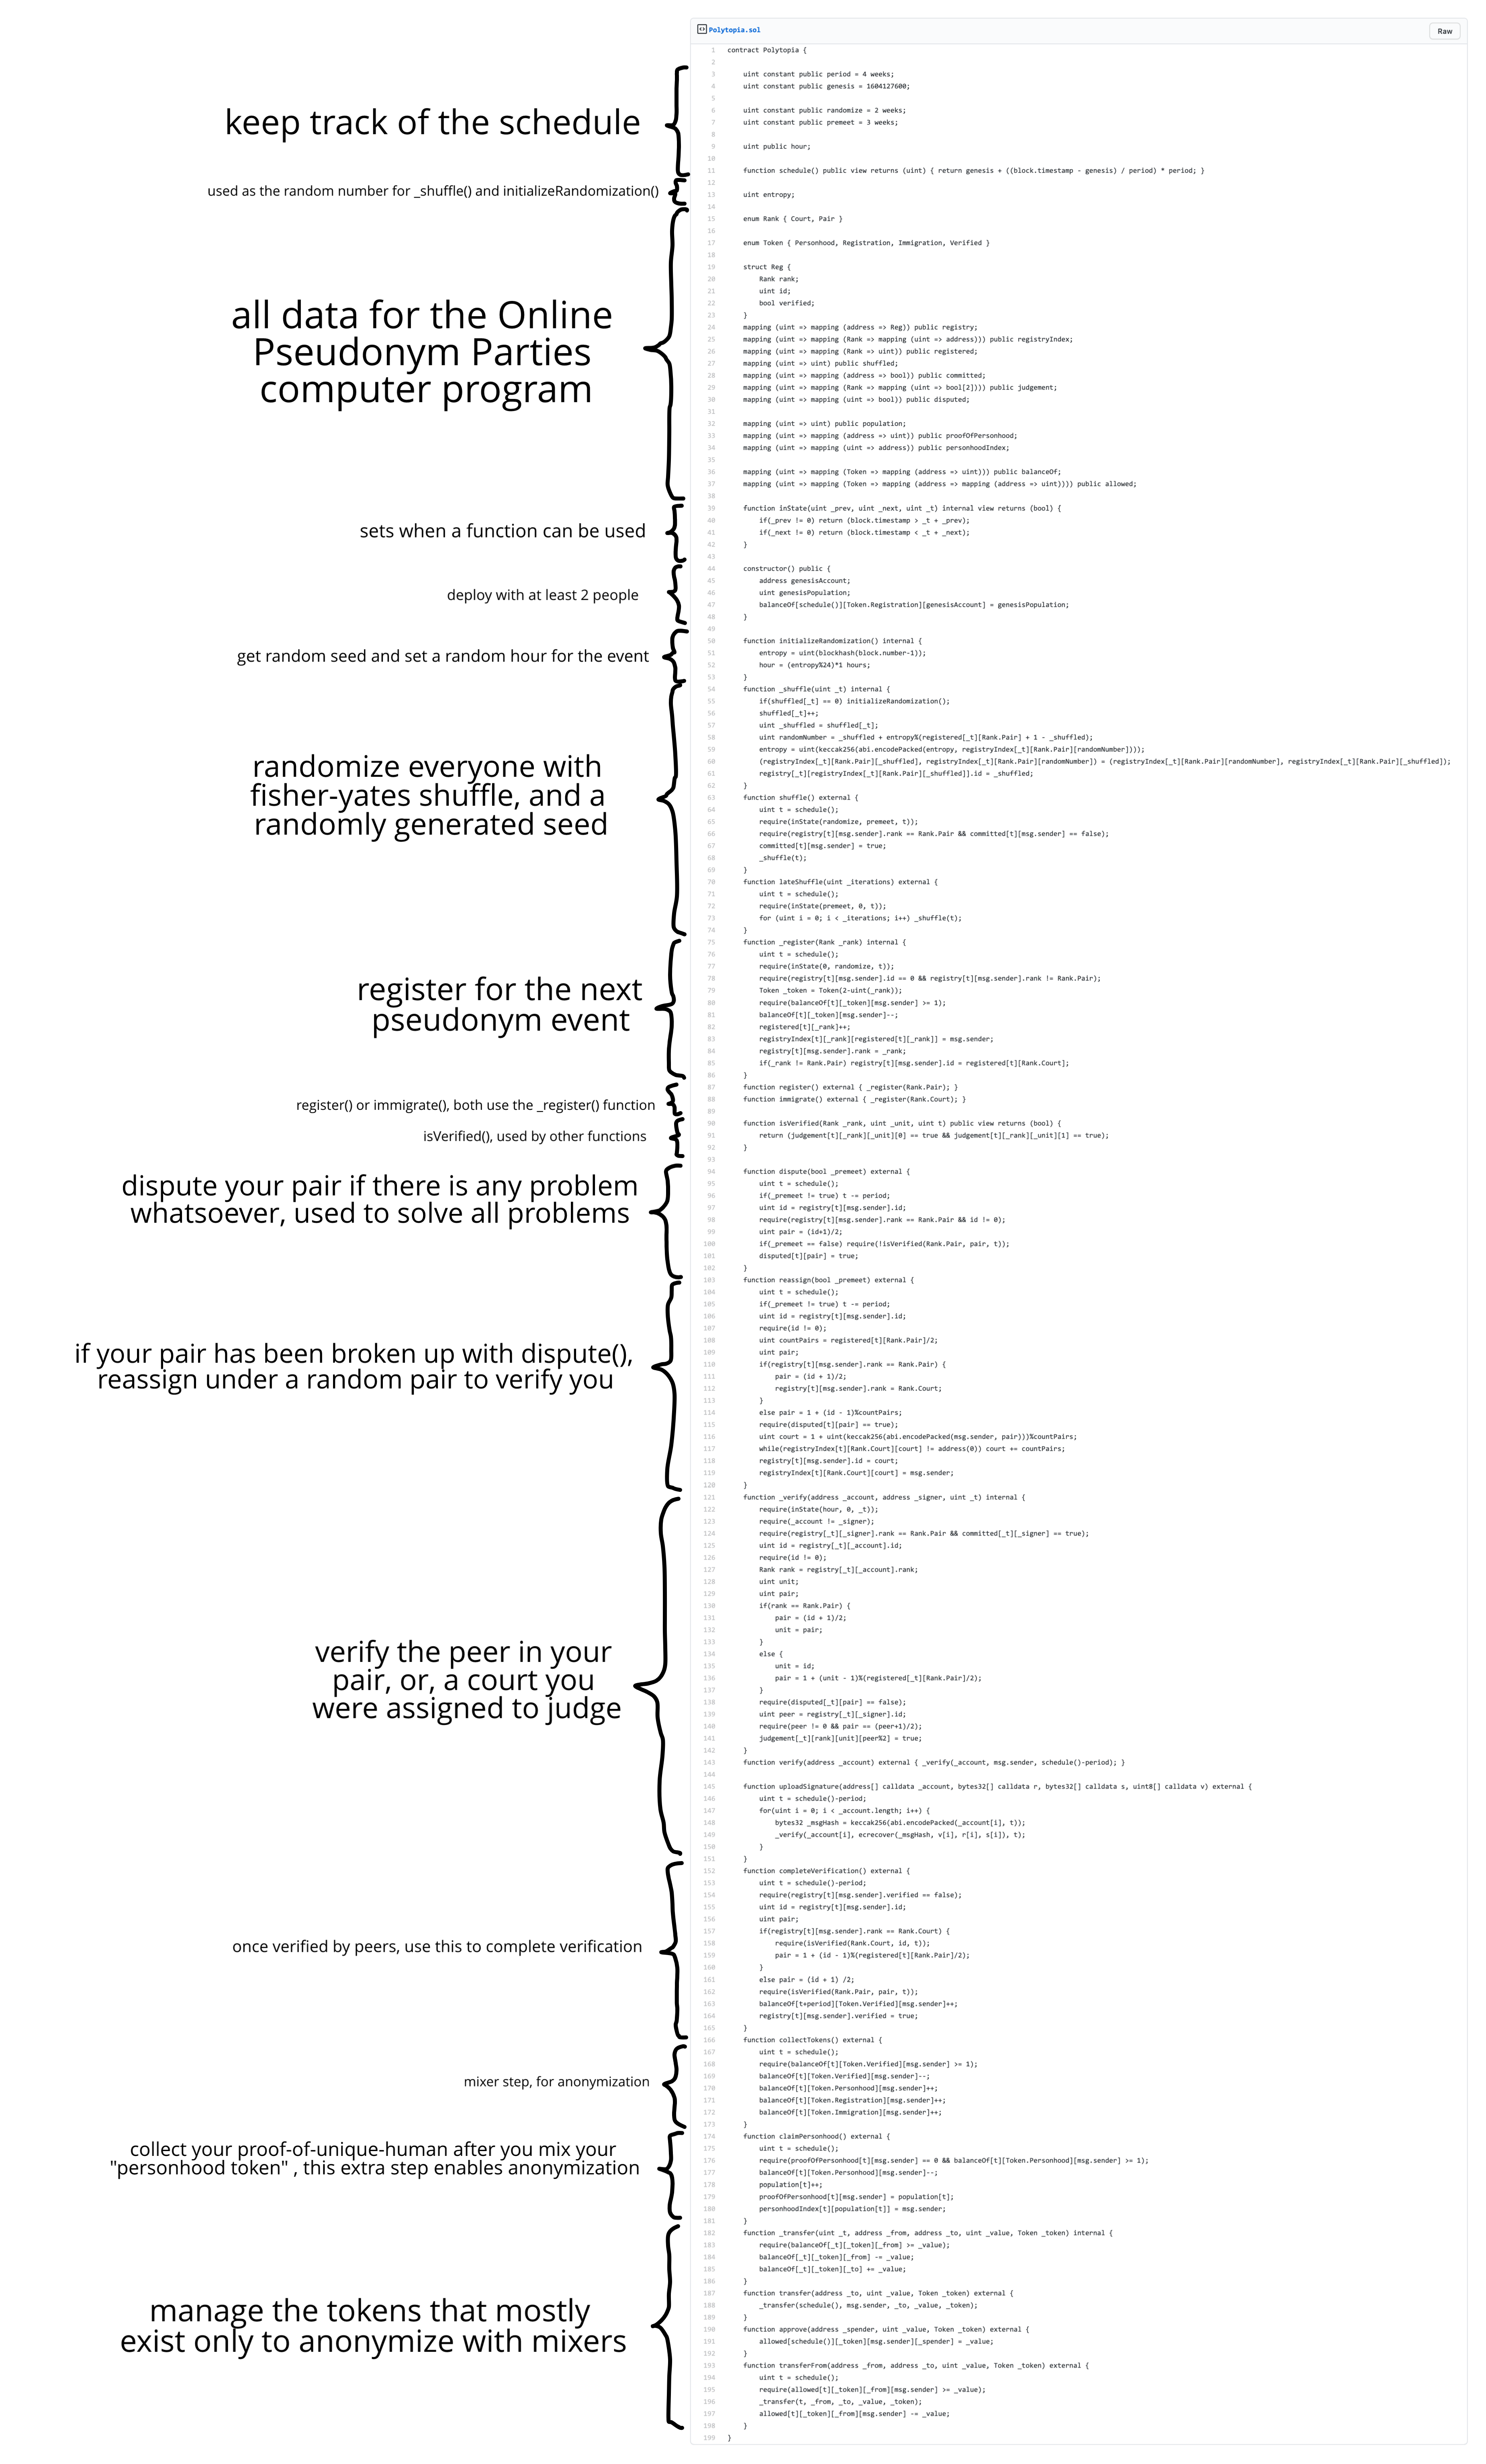 keep track of the schedule
used as the random number for _shuffle() and initializeRandomization()
all data for the Online
Pseudonym Parties
computer program
sets when a function can be used
deploy with at least 2 people
get random seed and set a random hour for the event
randomize everyone with
fisher-yates shuffle, and a
randomly generated seed
register for the next
pseudonym event
register() or immigrate(), both use the _register() function
isVerified(), used by other functions
dispute your pair if there is any problem
whatsoever, used to solve all problems
if your pair has been broken up with dispute(),
reassign under a random pair to verify you
verify the peer in your
pair, or, a court you
were assigned to judge
once verified by peers, use this to complete verification
mixer step, for anonymization
collect your proof-of-unique-human after you mix your
"personhood token" , this extra step enables anonymization
manage the tokens that mostly
exist only to anonymize with mixers
Polytopia.sol Raw
1 contract Polytopia {
2
3 uint constant public period = 4 weeks;
4 uint constant public genesis = 1604127600;
5
6 uint constant public randomize = 2 weeks;
7 uint constant public premeet = 3 weeks;
8
9 uint public hour;
10
11 function schedule() public view returns (uint) { return genesis + ((block.timestamp - genesis) / period) * period; }
12
13 uint entropy;
14
15 enum Rank { Court, Pair }
16
17 enum Token { Personhood, Registration, Immigration, Verified }
18
19 struct Reg {
20 Rank rank;
21 uint id;
22 bool verified;
23 }
24 mapping (uint => mapping (address => Reg)) public registry;
25 mapping (uint => mapping (Rank => mapping (uint => address))) public registryIndex;
26 mapping (uint => mapping (Rank => uint)) public registered;
27 mapping (uint => uint) public shuffled;
28 mapping (uint => mapping (address => bool)) public committed;
29 mapping (uint => mapping (Rank => mapping (uint => bool[2]))) public judgement;
30 mapping (uint => mapping (uint => bool)) public disputed;
31
32 mapping (uint => uint) public population;
33 mapping (uint => mapping (address => uint)) public proofOfPersonhood;
34 mapping (uint => mapping (uint => address)) public personhoodIndex;
35
36 mapping (uint => mapping (Token => mapping (address => uint))) public balanceOf;
37 mapping (uint => mapping (Token => mapping (address => mapping (address => uint)))) public allowed;
38
39 function inState(uint _prev, uint _next, uint _t) internal view returns (bool) {
40 if(_prev != 0) return (block.timestamp > _t + _prev);
41 if(_next != 0) return (block.timestamp < _t + _next);
42 }
43
44 constructor() public {
45 address genesisAccount;
46 uint genesisPopulation;
47 balanceOf[schedule()][Token.Registration][genesisAccount] = genesisPopulation;
48 }
49
50 function initializeRandomization() internal {
51 entropy = uint(blockhash(block.number-1));
52 hour = (entropy%24)*1 hours;
53 }
54 function _shuffle(uint _t) internal {
55 if(shuffled[_t] == 0) initializeRandomization();
56 shuffled[_t]++;
57 uint _shuffled = shuffled[_t];
58 uint randomNumber = _shuffled + entropy%(registered[_t][Rank.Pair] + 1 - _shuffled);
59 entropy = uint(keccak256(abi.encodePacked(entropy, registryIndex[_t][Rank.Pair][randomNumber])));
60 (registryIndex[_t][Rank.Pair][_shuffled], registryIndex[_t][Rank.Pair][randomNumber]) = (registryIndex[_t][Rank.Pair][randomNumber], registryIndex[_t][Rank.Pair][_shuffled]);
61 registry[_t][registryIndex[_t][Rank.Pair][_shuffled]].id = _shuffled;
62 }
63 function shuffle() external {
64 uint t = schedule();
65 require(inState(randomize, premeet, t));
66 require(registry[t][msg.sender].rank == Rank.Pair && committed[t][msg.sender] == false);
67 committed[t][msg.sender] = true;
68 _shuffle(t);
69 }
70 function lateShuffle(uint _iterations) external {
71 uint t = schedule();
72 require(inState(premeet, 0, t));
73 for (uint i = 0; i < _iterations; i++) _shuffle(t);
74 }
75 function _register(Rank _rank) internal {
76 uint t = schedule();
77 require(inState(0, randomize, t));
78 require(registry[t][msg.sender].id == 0 && registry[t][msg.sender].rank != Rank.Pair);
79 Token _token = Token(2-uint(_rank));
80 require(balanceOf[t][_token][msg.sender] >= 1);
81 balanceOf[t][_token][msg.sender]--;
82 registered[t][_rank]++;
83 registryIndex[t][_rank][registered[t][_rank]] = msg.sender;
84 registry[t][msg.sender].rank = _rank;
85 if(_rank != Rank.Pair) registry[t][msg.sender].id = registered[t][Rank.Court];
86 }
87 function register() external { _register(Rank.Pair); }
88 function immigrate() external { _register(Rank.Court); }
89
90 function isVerified(Rank _rank, uint _unit, uint t) public view returns (bool) {
91 return (judgement[t][_rank][_unit][0] == true && judgement[t][_rank][_unit][1] == true);
92 }
93
94 function dispute(bool _premeet) external {
95 uint t = schedule();
96 if(_premeet != true) t -= period;
97 uint id = registry[t][msg.sender].id;
98 require(registry[t][msg.sender].rank == Rank.Pair && id != 0);
99 uint pair = (id+1)/2;
100 if(_premeet == false) require(!isVerified(Rank.Pair, pair, t));
101 disputed[t][pair] = true;
102 }
103 function reassign(bool _premeet) external {
104 uint t = schedule();
105 if(_premeet != true) t -= period;
106 uint id = registry[t][msg.sender].id;
107 require(id != 0);
108 uint countPairs = registered[t][Rank.Pair]/2;
109 uint pair;
110 if(registry[t][msg.sender].rank == Rank.Pair) {
111 pair = (id + 1)/2;
112 registry[t][msg.sender].rank = Rank.Court;
113 }
114 else pair = 1 + (id - 1)%countPairs;
115 require(disputed[t][pair] == true);
116 uint court = 1 + uint(keccak256(abi.encodePacked(msg.sender, pair)))%countPairs;
117 while(registryIndex[t][Rank.Court][court] != address(0)) court += countPairs;
118 registry[t][msg.sender].id = court;
119 registryIndex[t][Rank.Court][court] = msg.sender;
120 }
121 function _verify(address _account, address _signer, uint _t) internal {
122 require(inState(hour, 0, _t));
123 require(_account != _signer);
124 require(registry[_t][_signer].rank == Rank.Pair && committed[_t][_signer] == true);
125 uint id = registry[_t][_account].id;
126 require(id != 0);
127 Rank rank = registry[_t][_account].rank;
128 uint unit;
129 uint pair;
130 if(rank == Rank.Pair) {
131 pair = (id + 1)/2;
132 unit = pair;
133 }
134 else {
135 unit = id;
136 pair = 1 + (unit - 1)%(registered[_t][Rank.Pair]/2);
137 }
138 require(disputed[_t][pair] == false);
139 uint peer = registry[_t][_signer].id;
140 require(peer != 0 && pair == (peer+1)/2);
141 judgement[_t][rank][unit][peer%2] = true;
142 }
143 function verify(address _account) external { _verify(_account, msg.sender, schedule()-period); }
144
145 function uploadSignature(address[] calldata _account, bytes32[] calldata r, bytes32[] calldata s, uint8[] calldata v) external {
146 uint t = schedule()-period;
147 for(uint i = 0; i < _account.length; i++) {
148 bytes32 _msgHash = keccak256(abi.encodePacked(_account[i], t));
149 _verify(_account[i], ecrecover(_msgHash, v[i], r[i], s[i]), t);
150 }
151 }
152 function completeVerification() external {
153 uint t = schedule()-period;
154 require(registry[t][msg.sender].verified == false);
155 uint id = registry[t][msg.sender].id;
156 uint pair;
157 if(registry[t][msg.sender].rank == Rank.Court) {
158 require(isVerified(Rank.Court, id, t));
159 pair = 1 + (id - 1)%(registered[t][Rank.Pair]/2);
160 }
161 else pair = (id + 1) /2;
162 require(isVerified(Rank.Pair, pair, t));
163 balanceOf[t+period][Token.Verified][msg.sender]++;
164 registry[t][msg.sender].verified = true;
165 }
166 function collectTokens() external {
167 uint t = schedule();
168 require(balanceOf[t][Token.Verified][msg.sender] >= 1);
169 balanceOf[t][Token.Verified][msg.sender]--;
170 balanceOf[t][Token.Personhood][msg.sender]++;
171 balanceOf[t][Token.Registration][msg.sender]++;
172 balanceOf[t][Token.Immigration][msg.sender]++;
173 }
174 function claimPersonhood() external {
175 uint t = schedule();
176 require(proofOfPersonhood[t][msg.sender] == 0 && balanceOf[t][Token.Personhood][msg.sender] >= 1);
177 balanceOf[t][Token.Personhood][msg.sender]--;
178 population[t]++;
179 proofOfPersonhood[t][msg.sender] = population[t];
180 personhoodIndex[t][population[t]] = msg.sender;
181 }
182 function _transfer(uint _t, address _from, address _to, uint _value, Token _token) internal {
183 require(balanceOf[_t][_token][_from] >= _value);
184 balanceOf[_t][_token][_from] -= _value;
185 balanceOf[_t][_token][_to] += _value;
186 }
187 function transfer(address _to, uint _value, Token _token) external {
188 _transfer(schedule(), msg.sender, _to, _value, _token);
189 }
190 function approve(address _spender, uint _value, Token _token) external {
191 allowed[schedule()][_token][msg.sender][_spender] = _value;
192 }
193 function transferFrom(address _from, address _to, uint _value, Token _token) external {
194 uint t = schedule();
195 require(allowed[t][_token][_from][msg.sender] >= _value);
196 _transfer(t, _from, _to, _value, _token);
197 allowed[t][_token][_from][msg.sender] -= _value;
198 }
199 }